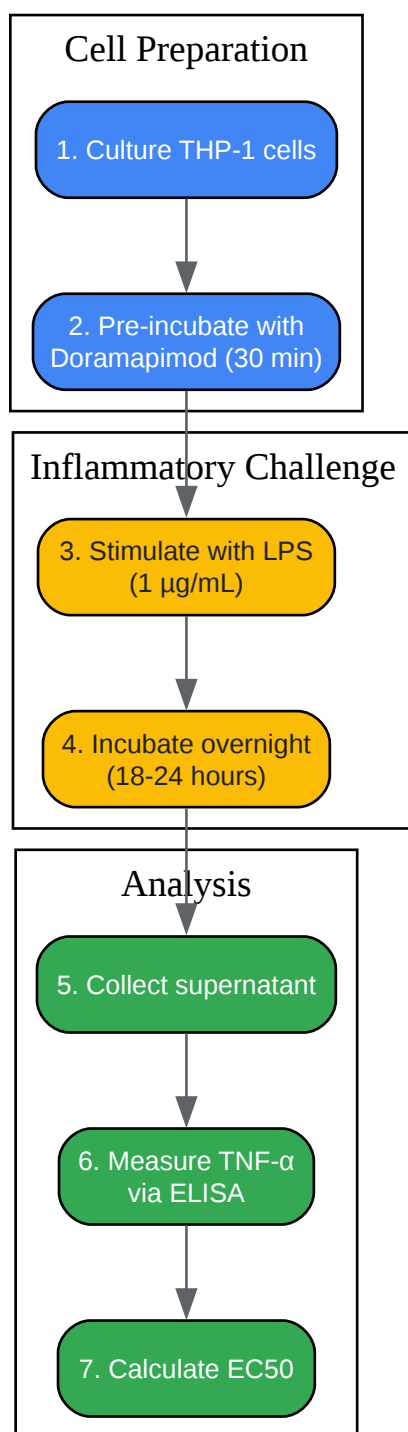 Cell Preparation
1. Culture THP-1 cells
2. Pre-incubate with
Doramapimod (30 min)
Inflammatory Challenge
3. Stimulate with LPS
(1 µg/mL)
4. Incubate overnight
(18-24 hours)
Analysis
5. Collect supernatant
6. Measure TNF-α
via ELISA
7. Calculate EC50